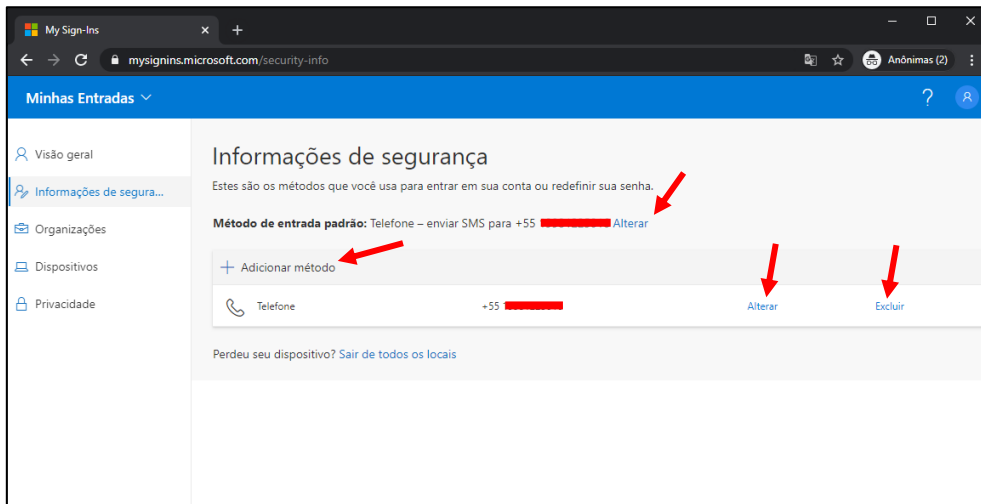 My Sign-Ins
mysignins.microsoft.com/security-info
Anônimas (2)
Minhas Entradas
?
Visão geral
Informações de segura...
Organizações
Dispositivos
Privacidade
Informações de segurança
Estes são os métodos que você usa para entrar em sua conta ou redefinir sua senha.
Método de entrada padrão: Telefone – enviar SMS para +55 Alterar
Adicionar método
Telefone +55 Alterar Excluir
Perdeu seu dispositivo? Sair de todos os locais